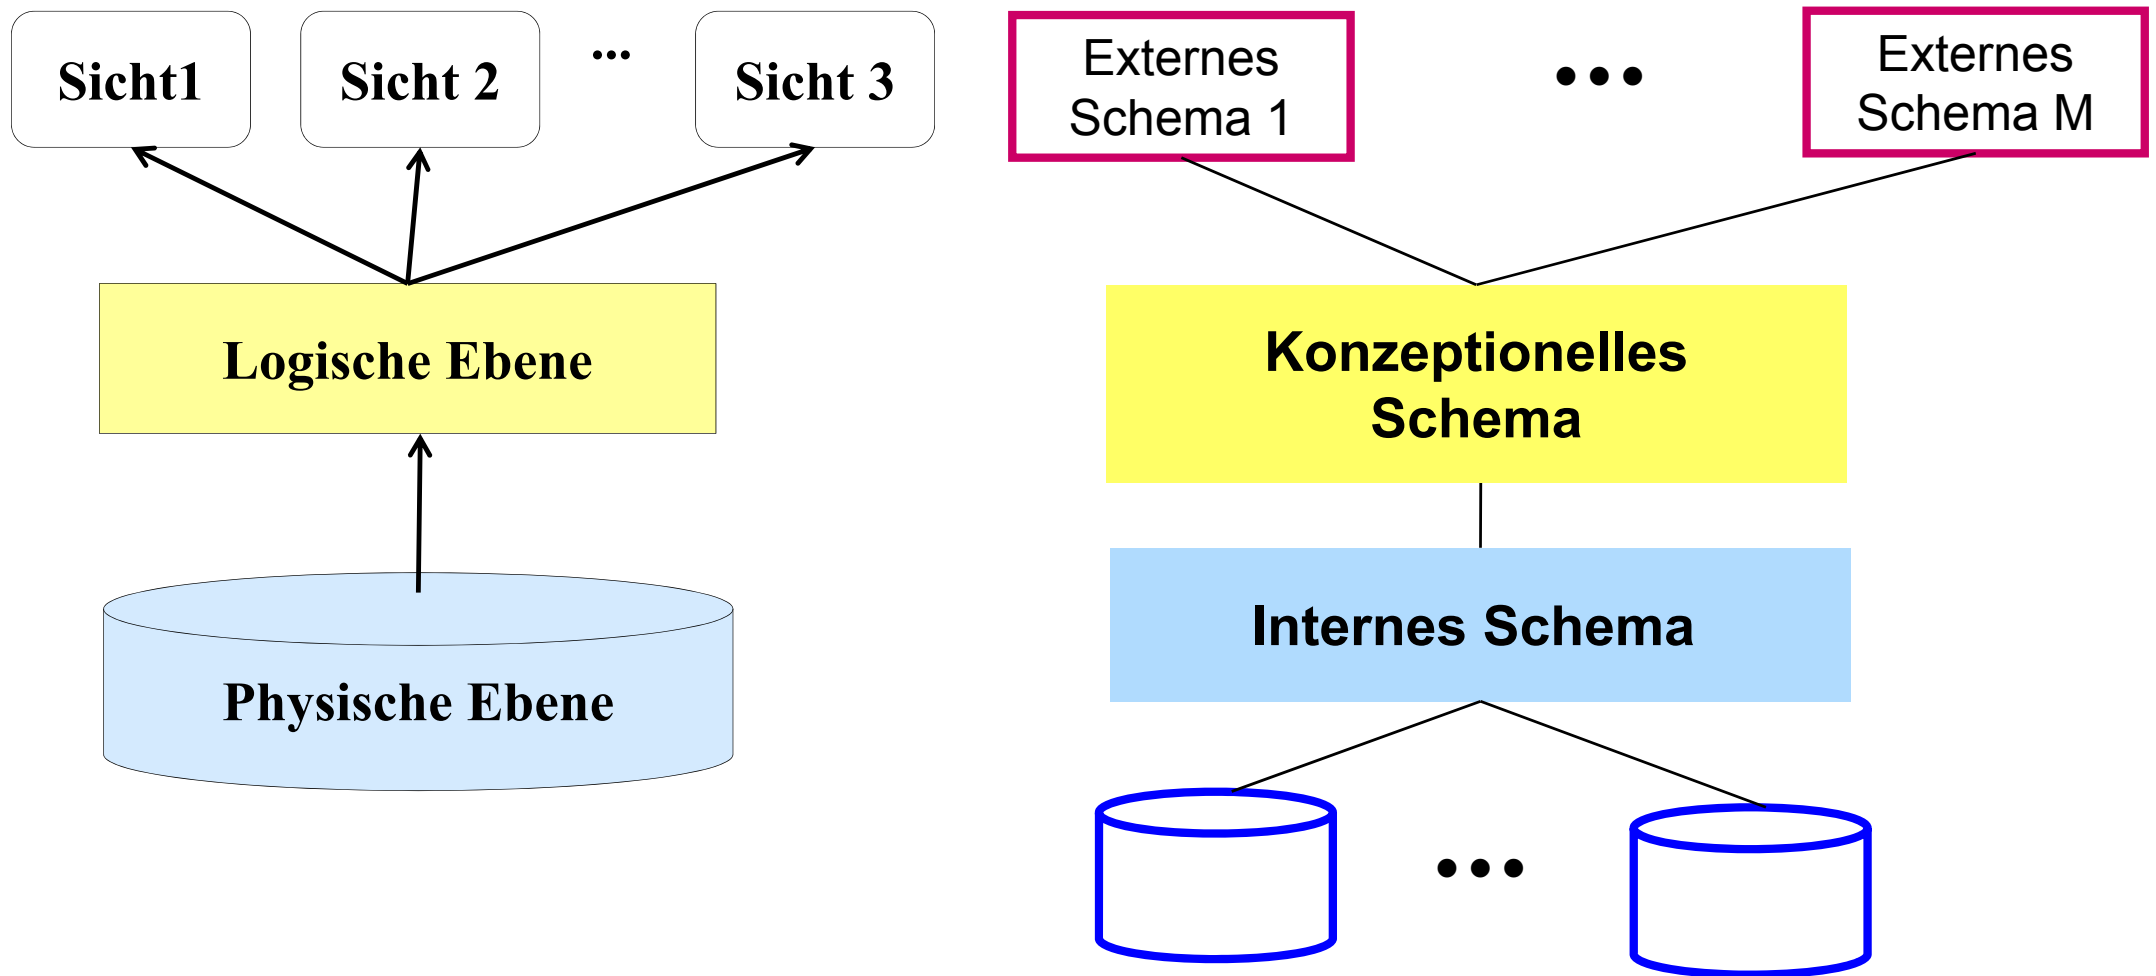 Sicht1
Sicht 2
...
Sicht 3
Logische Ebene
Physische Ebene
Externes
Schema 1
•••
Externes
Schema M
Konzeptionelles
Schema
Internes Schema
•••